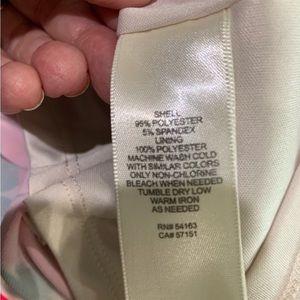 SHELL
95% POLYESTER
5% SPANDEX
LINING
100% POLYESTER
MACHINE WASH COLD
WITH SIMILAR COLORS
ONLY NON-CHLORINE
BLEACH WHEN NEEDED
TUMBLE DRY LOW
WARM IRON
AS NEEDED
RN# 54163
CA# 57151